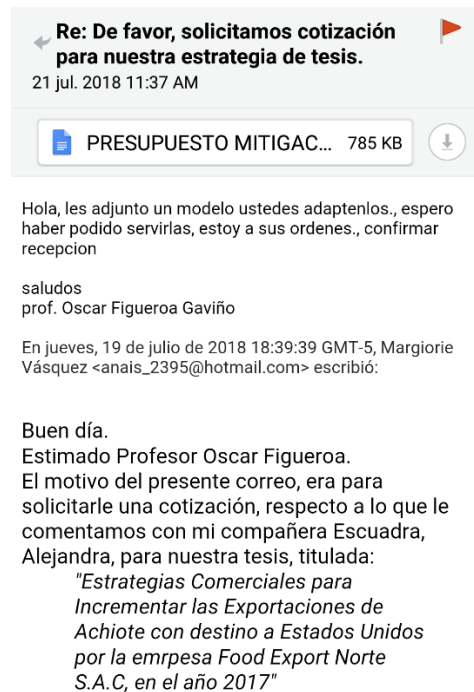 Re: De favor, solicitamos cotización
para nuestra estrategia de tesis.
21 jul. 2018 11:37 AM
PRESUPUESTO MITIGAC... 785 KB
Hola, les adjunto un modelo ustedes adaptenlos., espero
haber podido servirlas, estoy a sus ordenes., confirmar
recepcion
saludos
prof. Oscar Figueroa Gaviño
En jueves, 19 de julio de 2018 18:39:39 GMT-5, Margiorie
Vásquez <anais_2395@hotmail.com> escribió:
Buen día.
Estimado Profesor Oscar Figueroa.
El motivo del presente correo, era para
solicitarle una cotización, respecto a lo que le
comentamos con mi compañera Escuadra,
Alejandra, para nuestra tesis, titulada:
"Estrategias Comerciales para
Incrementar las Exportaciones de
Achiote con destino a Estados Unidos
por la emrpesa Food Export Norte
S.A.C, en el año 2017"